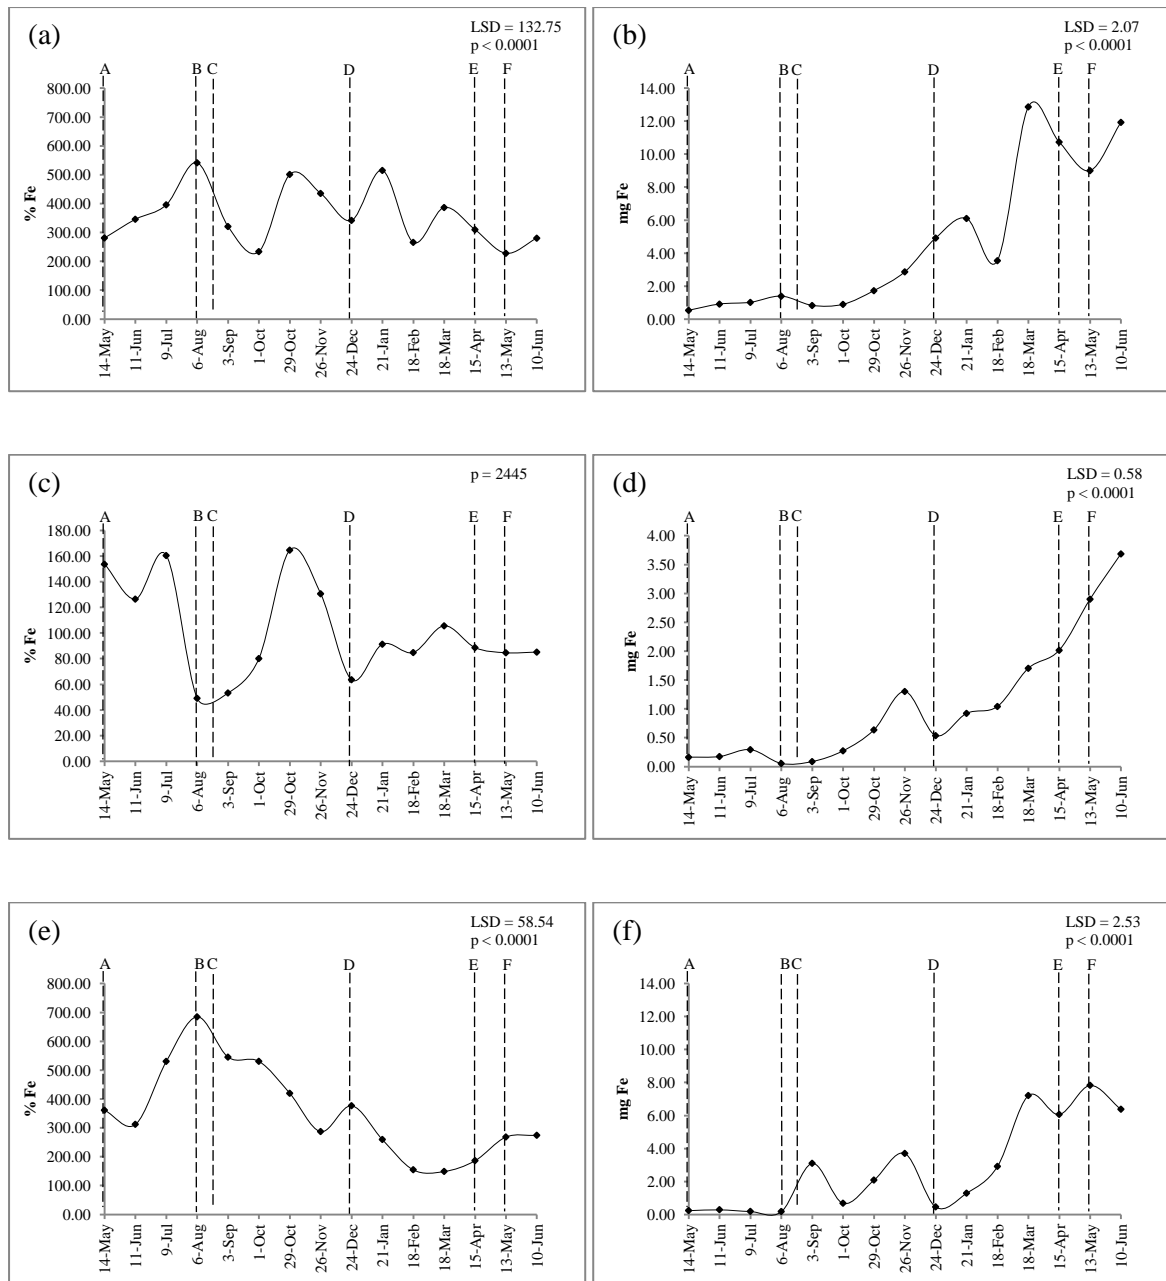 (a)
LSD = 132.75
p < 0.0001
A B C D E F
800.00
700.00
600.00
500.00
400.00
300.00
200.00
100.00
0.00
% Fe
14-May
11-Jun
9-Jul
6-Aug
3-Sep
1-Oct
29-Oct
26-Nov
24-Dec
21-Jan
18-Feb
18-Mar
15-Apr
13-May
10-Jun
(b)
LSD = 2.07
p < 0.0001
A B C D E F
14.00
12.00
10.00
8.00
6.00
4.00
2.00
0.00
mg Fe
14-May
11-Jun
9-Jul
6-Aug
3-Sep
1-Oct
29-Oct
26-Nov
24-Dec
21-Jan
18-Feb
18-Mar
15-Apr
13-May
10-Jun
(c)
p = 2445
A B C D E F
180.00
160.00
140.00
120.00
100.00
80.00
60.00
40.00
20.00
0.00
% Fe
14-May
11-Jun
9-Jul
6-Aug
3-Sep
1-Oct
29-Oct
26-Nov
24-Dec
21-Jan
18-Feb
18-Mar
15-Apr
13-May
10-Jun
(d)
LSD = 0.58
p < 0.0001
A B C D E F
4.00
3.50
3.00
2.50
2.00
1.50
1.00
0.50
0.00
mg Fe
14-May
11-Jun
9-Jul
6-Aug
3-Sep
1-Oct
29-Oct
26-Nov
24-Dec
21-Jan
18-Feb
18-Mar
15-Apr
13-May
10-Jun
(e)
LSD = 58.54
p < 0.0001
A B C D E F
800.00
700.00
600.00
500.00
400.00
300.00
200.00
100.00
0.00
% Fe
14-May
11-Jun
9-Jul
6-Aug
3-Sep
1-Oct
29-Oct
26-Nov
24-Dec
21-Jan
18-Feb
18-Mar
15-Apr
13-May
10-Jun
(f)
LSD = 2.53
p < 0.0001
A B C D E F
14.00
12.00
10.00
8.00
6.00
4.00
2.00
0.00
mg Fe
14-May
11-Jun
9-Jul
6-Aug
3-Sep
1-Oct
29-Oct
26-Nov
24-Dec
21-Jan
18-Feb
18-Mar
15-Apr
13-May
10-Jun